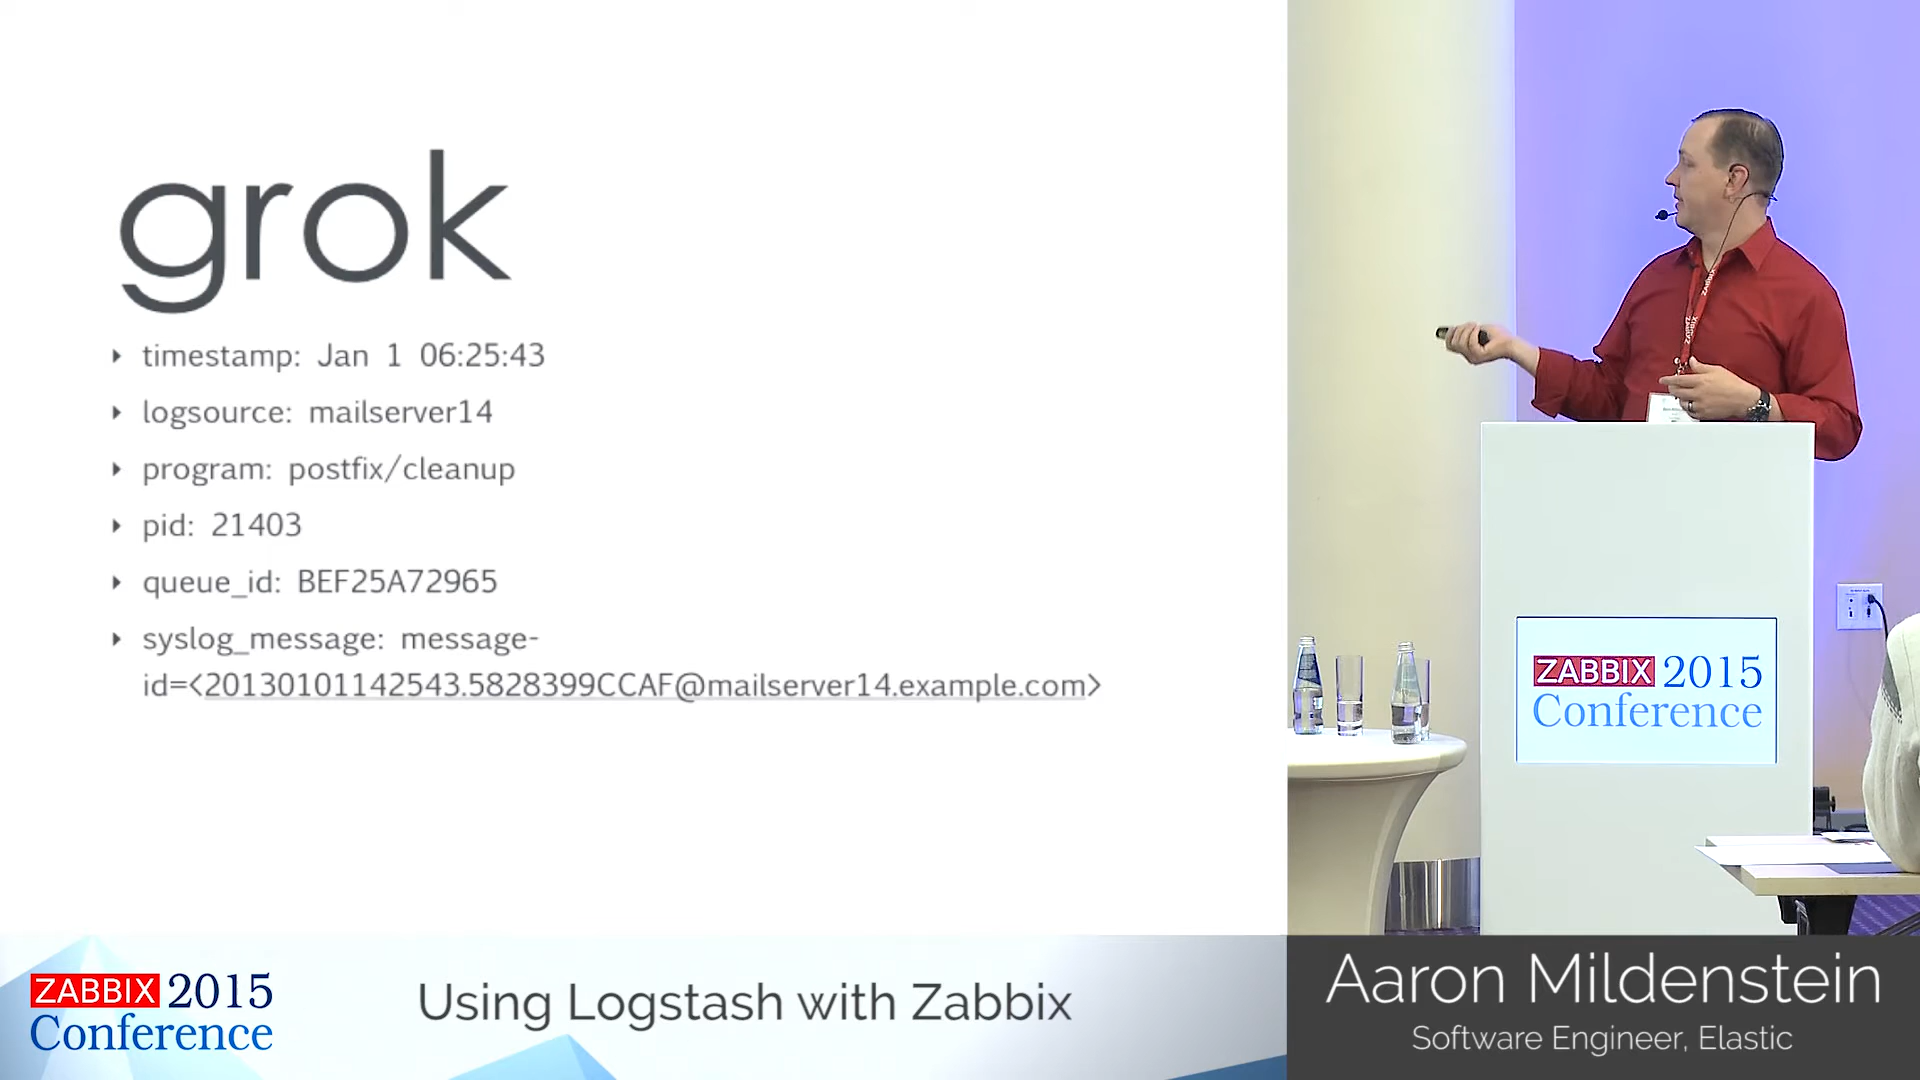 grok
timestamp: Jan 1 06:25:43
logsource: mailserver14
program: postfix/cleanup
pid: 21403
queue_id: BEF25A72965
syslog_message: message-
id=<20130101142543.5828399CCAF@mailserver14.example.com>
ZABBIX 2015
Conference
ZABBIX 2015
Conference
Using Logstash with Zabbix
Aaron Mildenstein
Software Engineer, Elastic